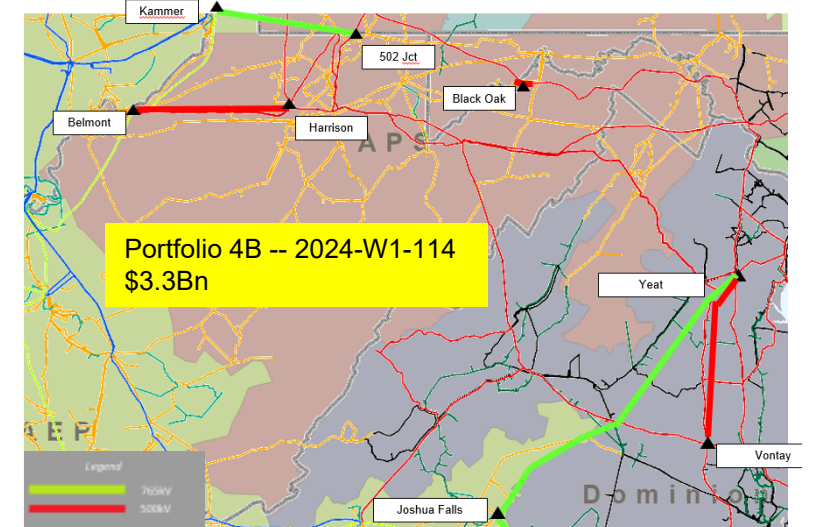 Kammer
502 Jct
Black Oak
Belmont
Harrison
APS
Portfolio 4B -- 2024-W1-114
$3.3Bn
Yeat
AEP
Vontay
Legend
765kV
500kV
Joshua Falls
Dominion